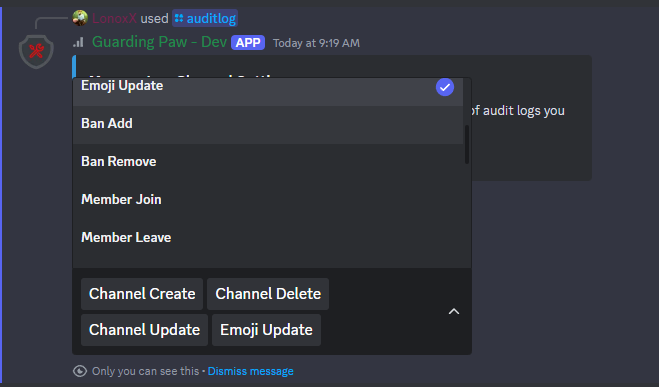 LonoxX used auditlog
Guarding Paw - Dev APP Today at 9:19 AM
of audit logs you
Emoji Update
Ban Add
Ban Remove
Member Join
Member Leave
Channel Create Channel Delete
Channel Update Emoji Update
Only you can see this • Dismiss message